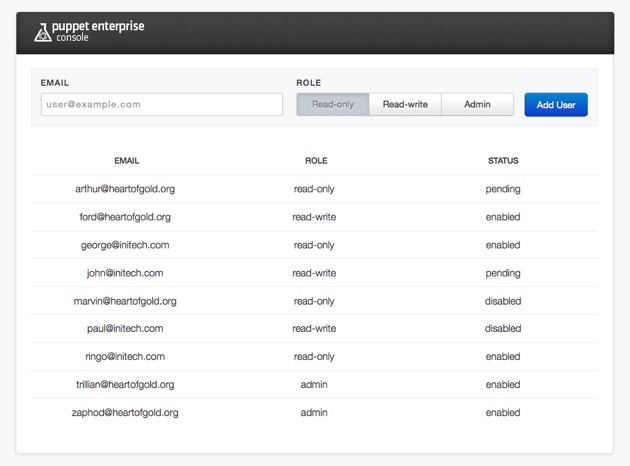 puppet enterprise
console
EMAIL ROLE
user@example.com Read-only Read-write Admin Add User
EMAIL ROLE STATUS
arthur@heartofgold.org read-only pending
ford@heartofgold.org read-write enabled
george@initech.com read-only enabled
john@initech.com read-write pending
marvin@heartofgold.org read-only disabled
paul@initech.com read-write disabled
ringo@initech.com read-only enabled
trillian@heartofgold.org admin enabled
zaphod@heartofgold.org admin enabled